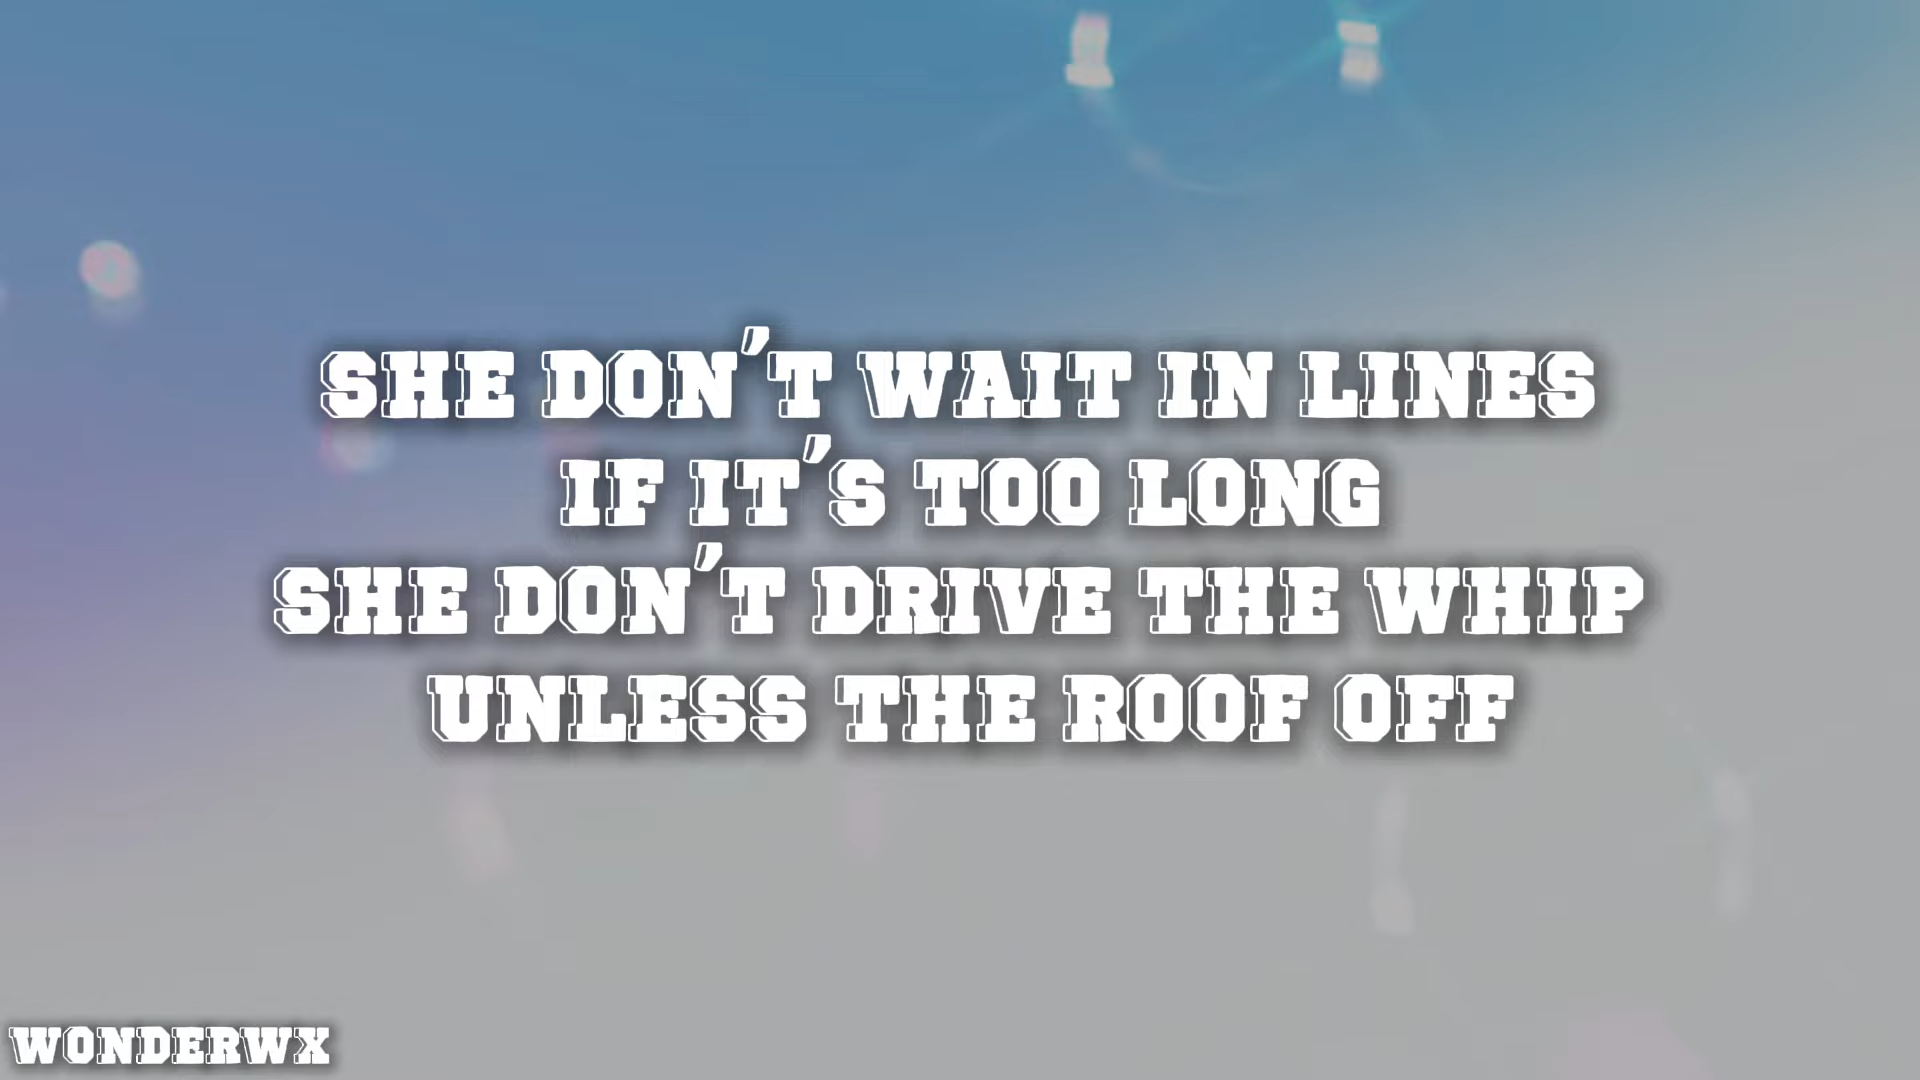 SHE DON'T WAIT IN LINES
IF IT'S TOO LONG
SHE DON'T DRIVE THE WHIP
UNLESS THE ROOF OFF
WONDERWX